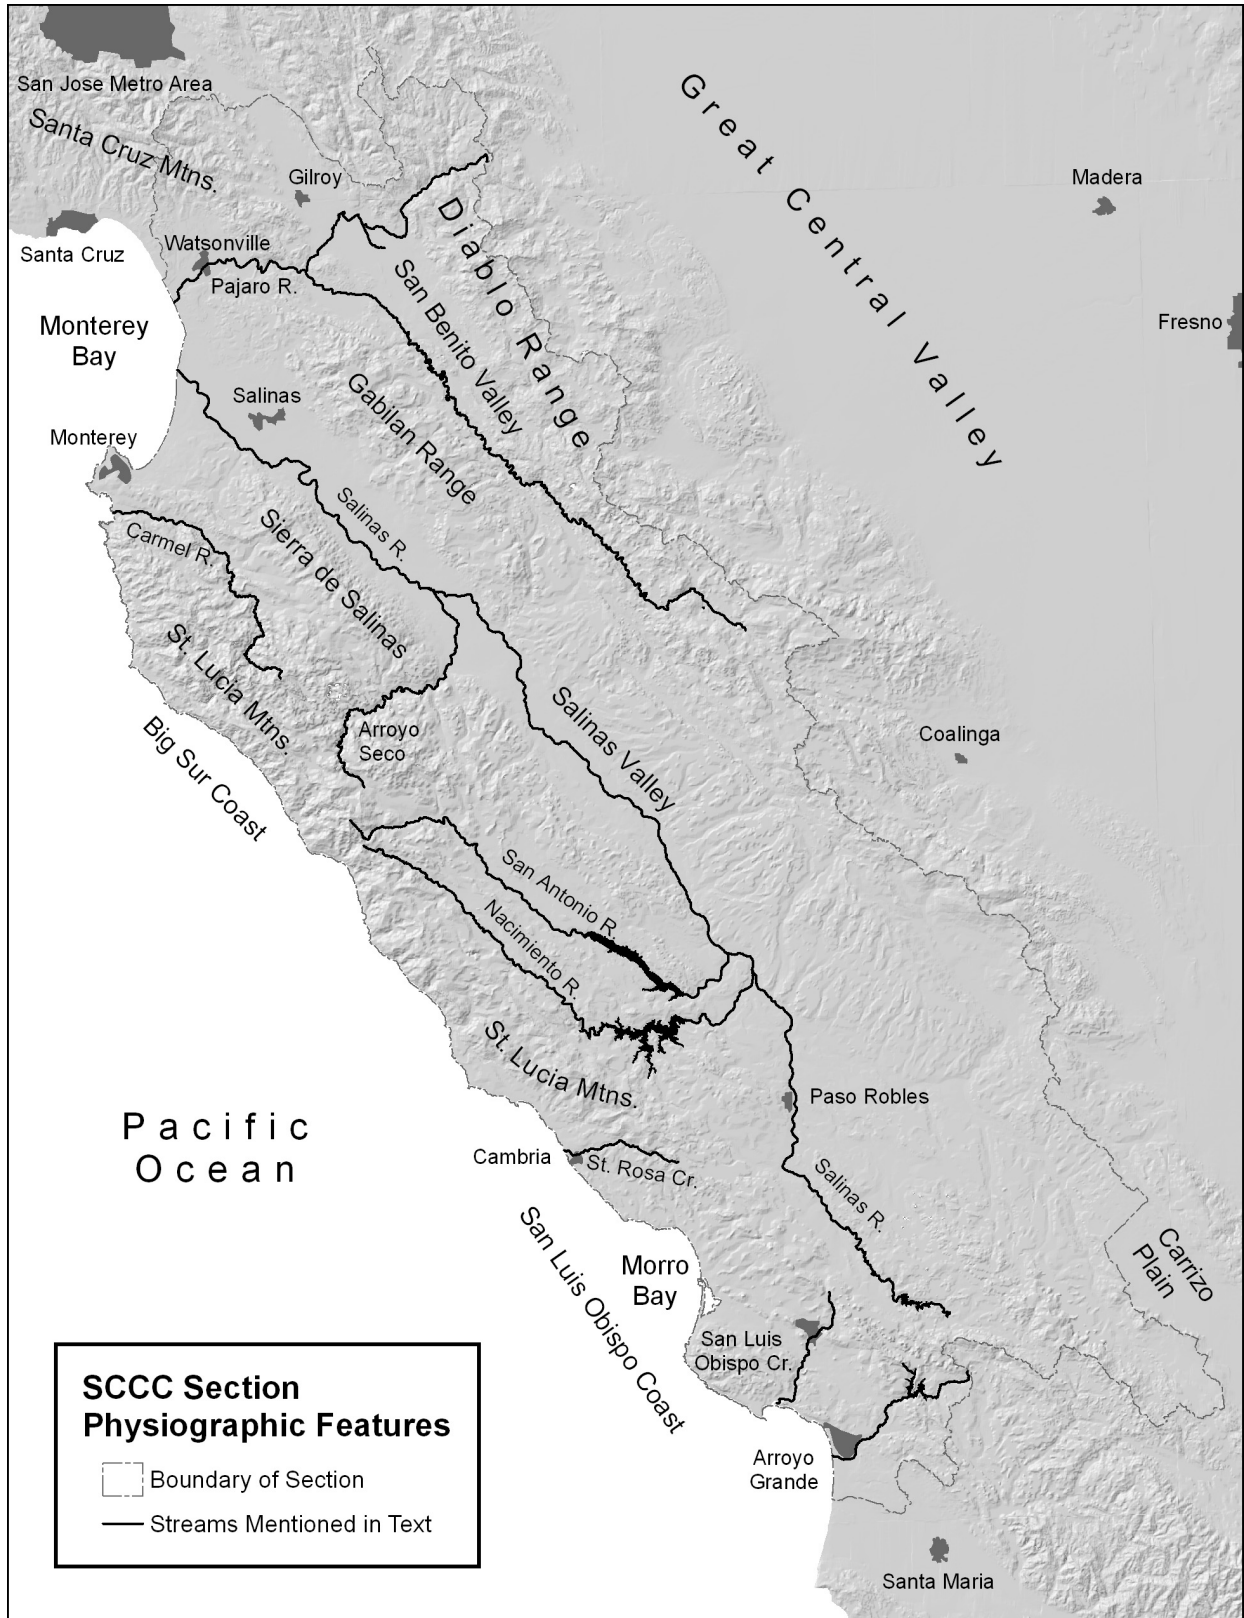 San Jose Metro Area
Santa Cruz Mtns.
Great Central Valley
Gilroy
Madera
Diablo Range
Santa Cruz
Watsonville
Pajaro R.
San Benito Valley
Monterey
Bay
Fresno
Gabilan Range
Salinas
Monterey
Salinas R.
Sierra de Salinas
Carmel R.
St. Lucia Mtns.
Salinas Valley
Big Sur Coast
Arroyo
Seco
Coalinga
San Antonio R.
Nacimiento R.
St. Lucia Mtns.
Pacific
Ocean
Paso Robles
Cambria
St. Rosa Cr.
Salinas R.
San Luis Obispo Coast
Morro
Bay
Carrizo
Plain
San Luis
Obispo Cr.
Arroyo
Grande
Santa Maria
SCCC Section
Physiographic Features
Boundary of Section
Streams Mentioned in Text